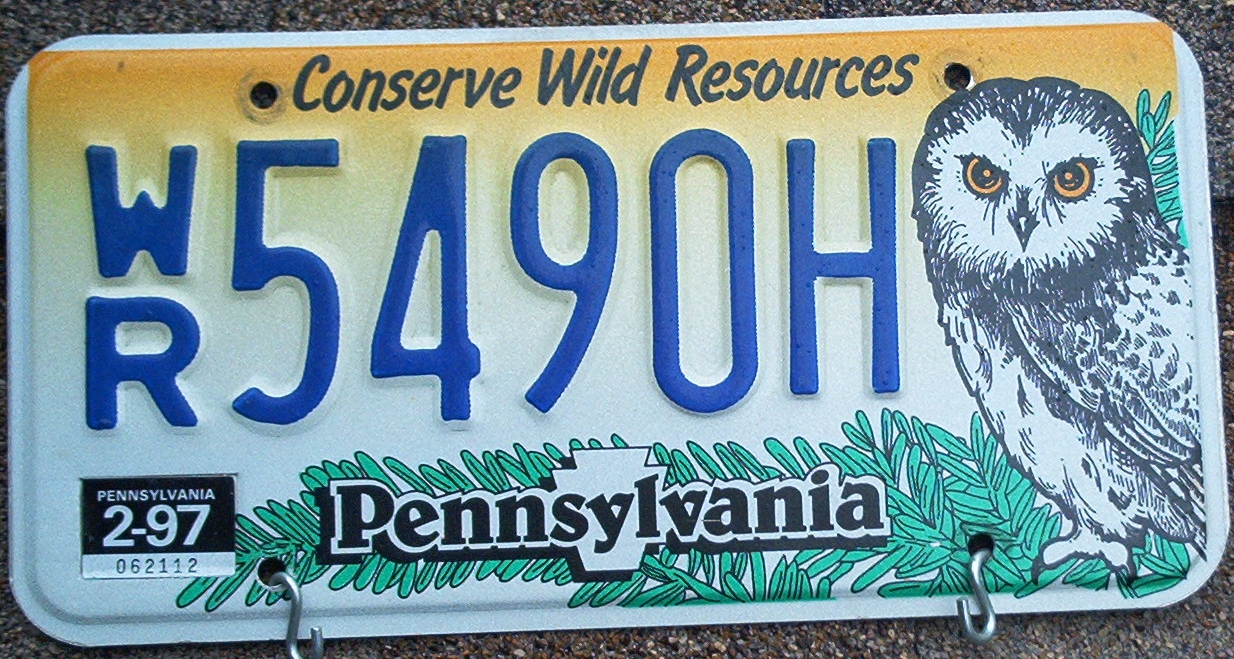 Conserve Wild Resources
WR 5490H
PENNSYLVANIA
2-97
062112
Pennsylvania